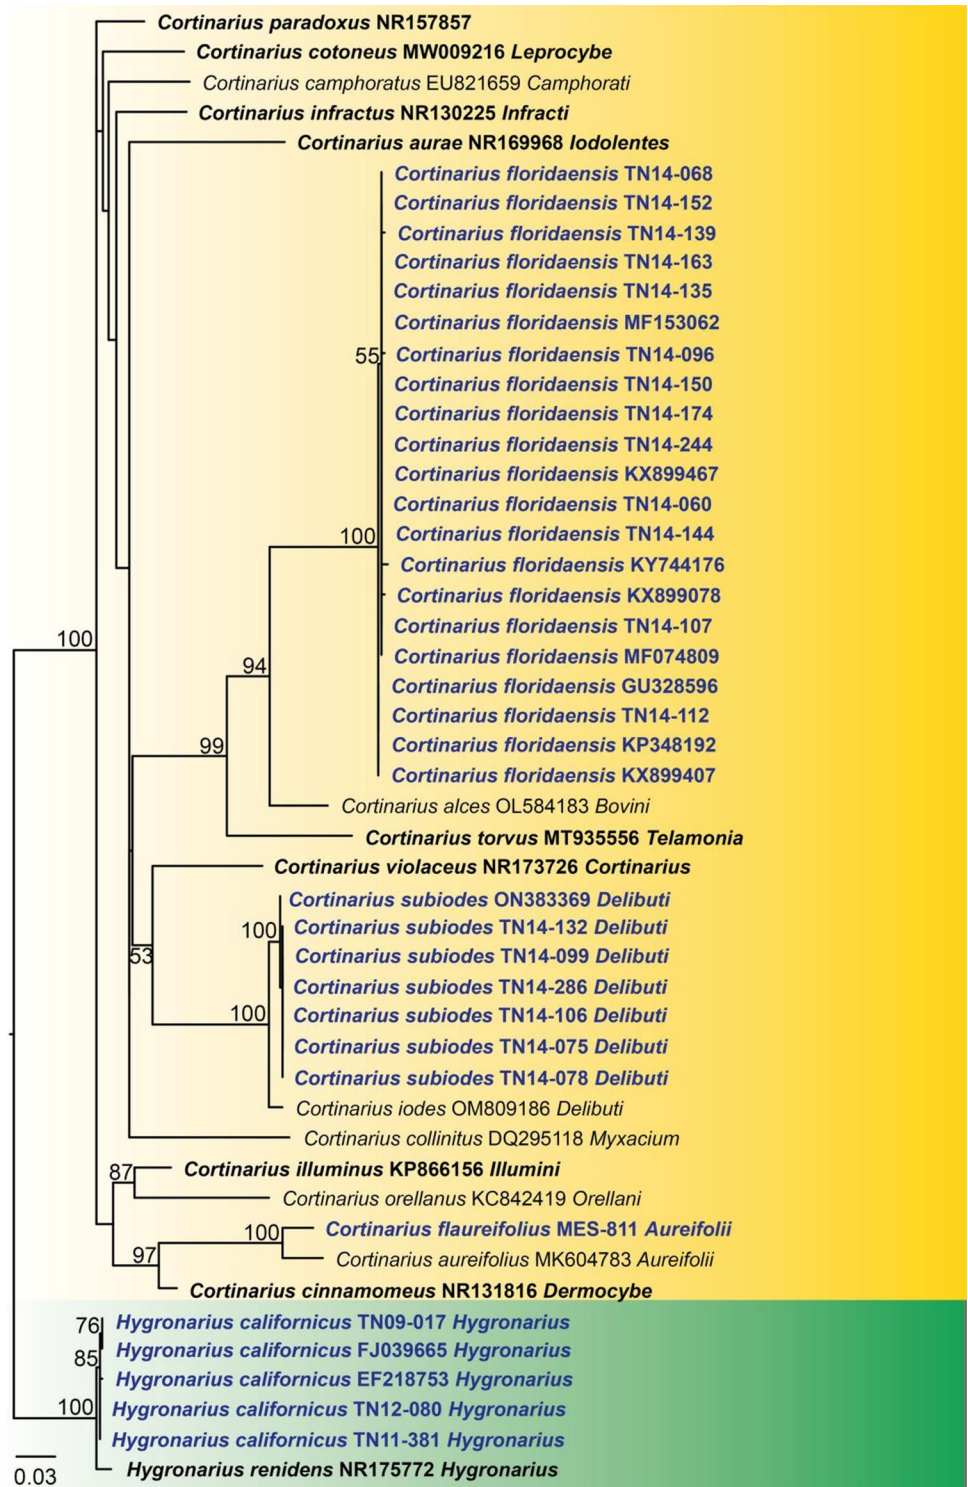 Cortinarius paradoxus NR157857
Cortinarius cotoneus MW009216 Leprocybe
Cortinarius camphoratus EU821659 Camphorati
Cortinarius infractus NR130225 Infracti
Cortinarius aurae NR169968 Iodolentes
Cortinarius floridaensis TN14-068
Cortinarius floridaensis TN14-152
Cortinarius floridaensis TN14-139
Cortinarius floridaensis TN14-163
Cortinarius floridaensis TN14-135
Cortinarius floridaensis MF153062
55 Cortinarius floridaensis TN14-096
Cortinarius floridaensis TN14-150
Cortinarius floridaensis TN14-174
Cortinarius floridaensis TN14-244
Cortinarius floridaensis KX899467
Cortinarius floridaensis TN14-060
100 Cortinarius floridaensis TN14-144
Cortinarius floridaensis KY744176
Cortinarius floridaensis KX899078
Cortinarius floridaensis TN14-107
100
94 Cortinarius floridaensis MF074809
Cortinarius floridaensis GU328596
Cortinarius floridaensis TN14-112
99 Cortinarius floridaensis KP348192
Cortinarius floridaensis KX899407
Cortinarius alces OL584183 Bovini
Cortinarius torvus MT935556 Telamonia
Cortinarius violaceus NR173726 Cortinarius
Cortinarius subiodes ON383369 Delibuti
100 Cortinarius subiodes TN14-132 Delibuti
53 Cortinarius subiodes TN14-099 Delibuti
Cortinarius subiodes TN14-286 Delibuti
100 Cortinarius subiodes TN14-106 Delibuti
Cortinarius subiodes TN14-075 Delibuti
Cortinarius subiodes TN14-078 Delibuti
Cortinarius iodes OM809186 Delibuti
Cortinarius collinitus DQ295118 Myxacium
87 Cortinarius illuminus KP866156 Illumini
Cortinarius orellanus KC842419 Orellani
100 Cortinarius flaureifolius MES-811 Aureifolii
97 Cortinarius aureifolius MK604783 Aureifolii
Cortinarius cinnamomeus NR131816 Dermocybe
76 Hygronarius californicus TN09-017 Hygronarius
85 Hygronarius californicus FJ039665 Hygronarius
Hygronarius californicus EF218753 Hygronarius
100 Hygronarius californicus TN12-080 Hygronarius
Hygronarius californicus TN11-381 Hygronarius
Hygronarius renidens NR175772 Hygronarius
0.03